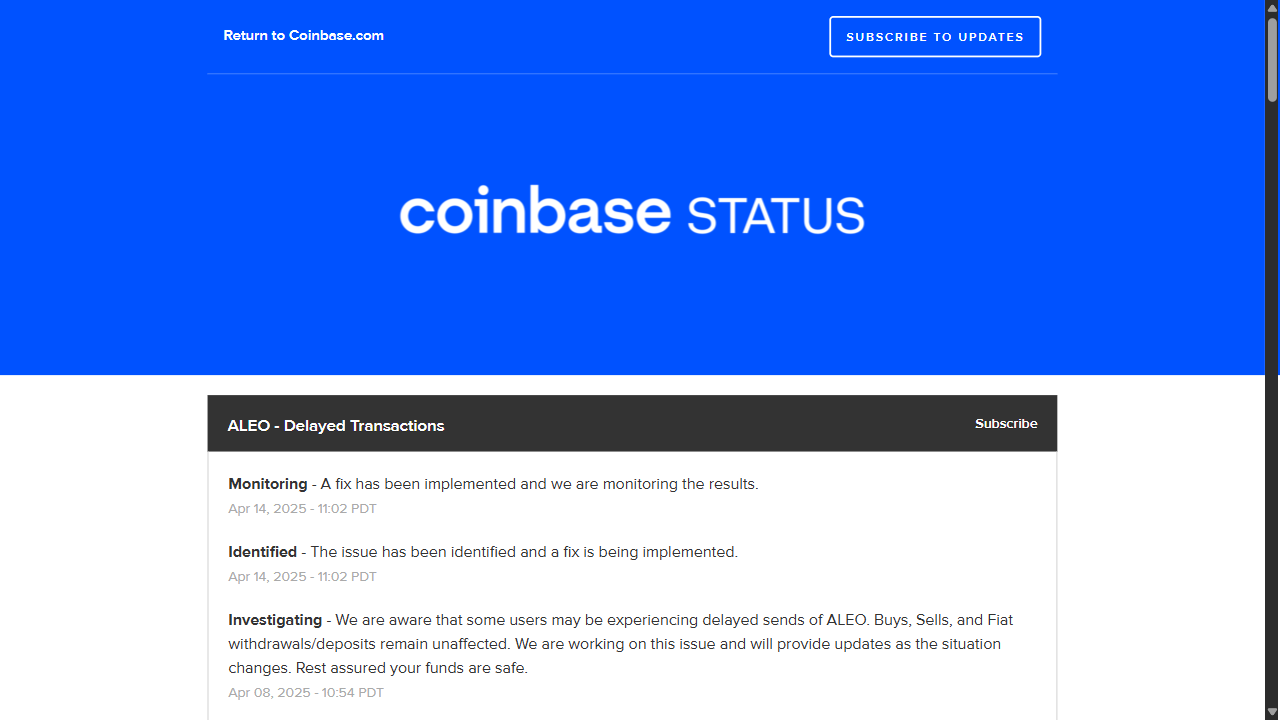 Return to Coinbase.com
SUBSCRIBE TO UPDATES
coinbase STATUS
ALEO - Delayed Transactions
Subscribe
Monitoring - A fix has been implemented and we are monitoring the results.
Apr 14, 2025 - 11:02 PDT
Identified - The issue has been identified and a fix is being implemented.
Apr 14, 2025 - 11:02 PDT
Investigating - We are aware that some users may be experiencing delayed sends of ALEO. Buys, Sells, and Fiat
withdrawals/deposits remain unaffected. We are working on this issue and will provide updates as the situation
changes. Rest assured your funds are safe.
Apr 08, 2025 - 10:54 PDT